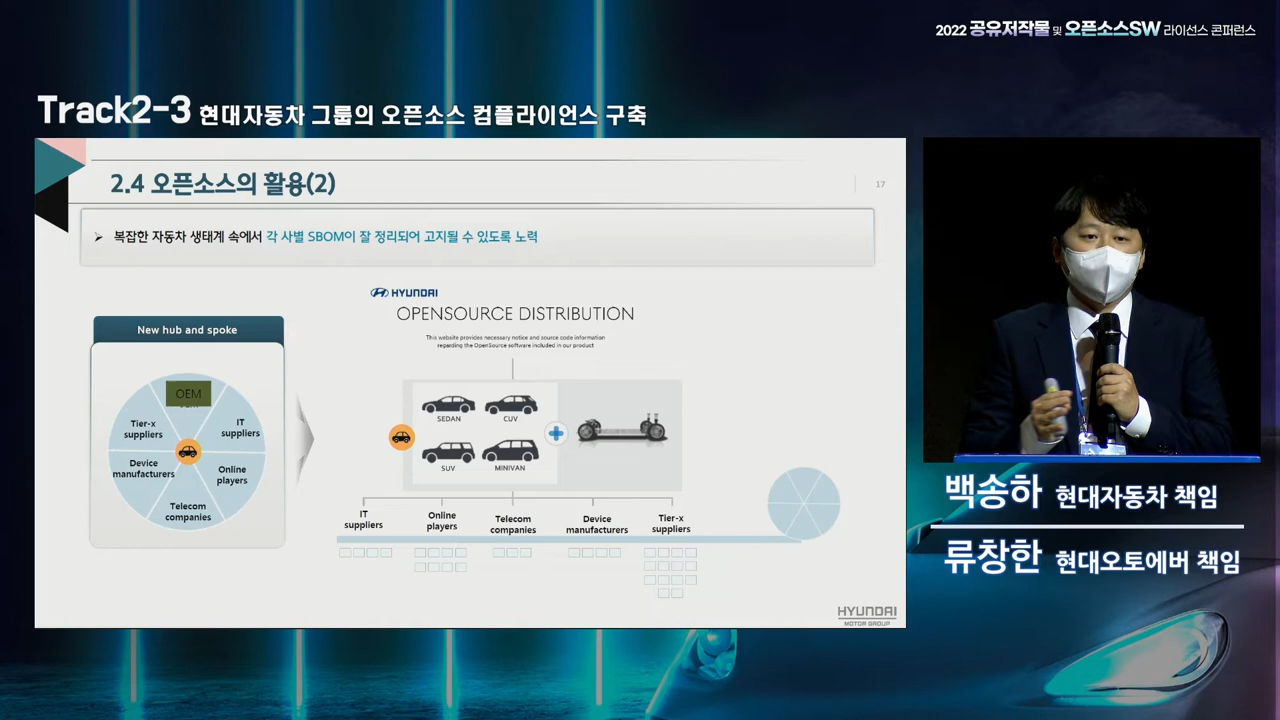 2022 공유저작물 및 오픈소스SW 라이선스 컨퍼런스
Track2-3 현대자동차 그룹의 오픈소스 컴플라이언스 구축
2.4 오픈소스의 활용(2)
17
➢ 복잡한 자동차 생태계 속에서 각 사별 SBOM이 잘 정리되어 고지될 수 있도록 노력
New hub and spoke
OEM
Tier-x
suppliers
IT
suppliers
Device
manufacturers
Online
players
Telecom
companies
HYUNDAI
OPENSOURCE DISTRIBUTION
This website provides necessary notice and source code information
regarding the OpenSource software included in our product
SEDAN
CUV
SUV
MINIVAN
IT
suppliers
Online
players
Telecom
companies
Device
manufacturers
Tier-x
suppliers
HYUNDAI
MOTOR GROUP
백송하 현대자동차 책임
류창한 현대오토에버 책임